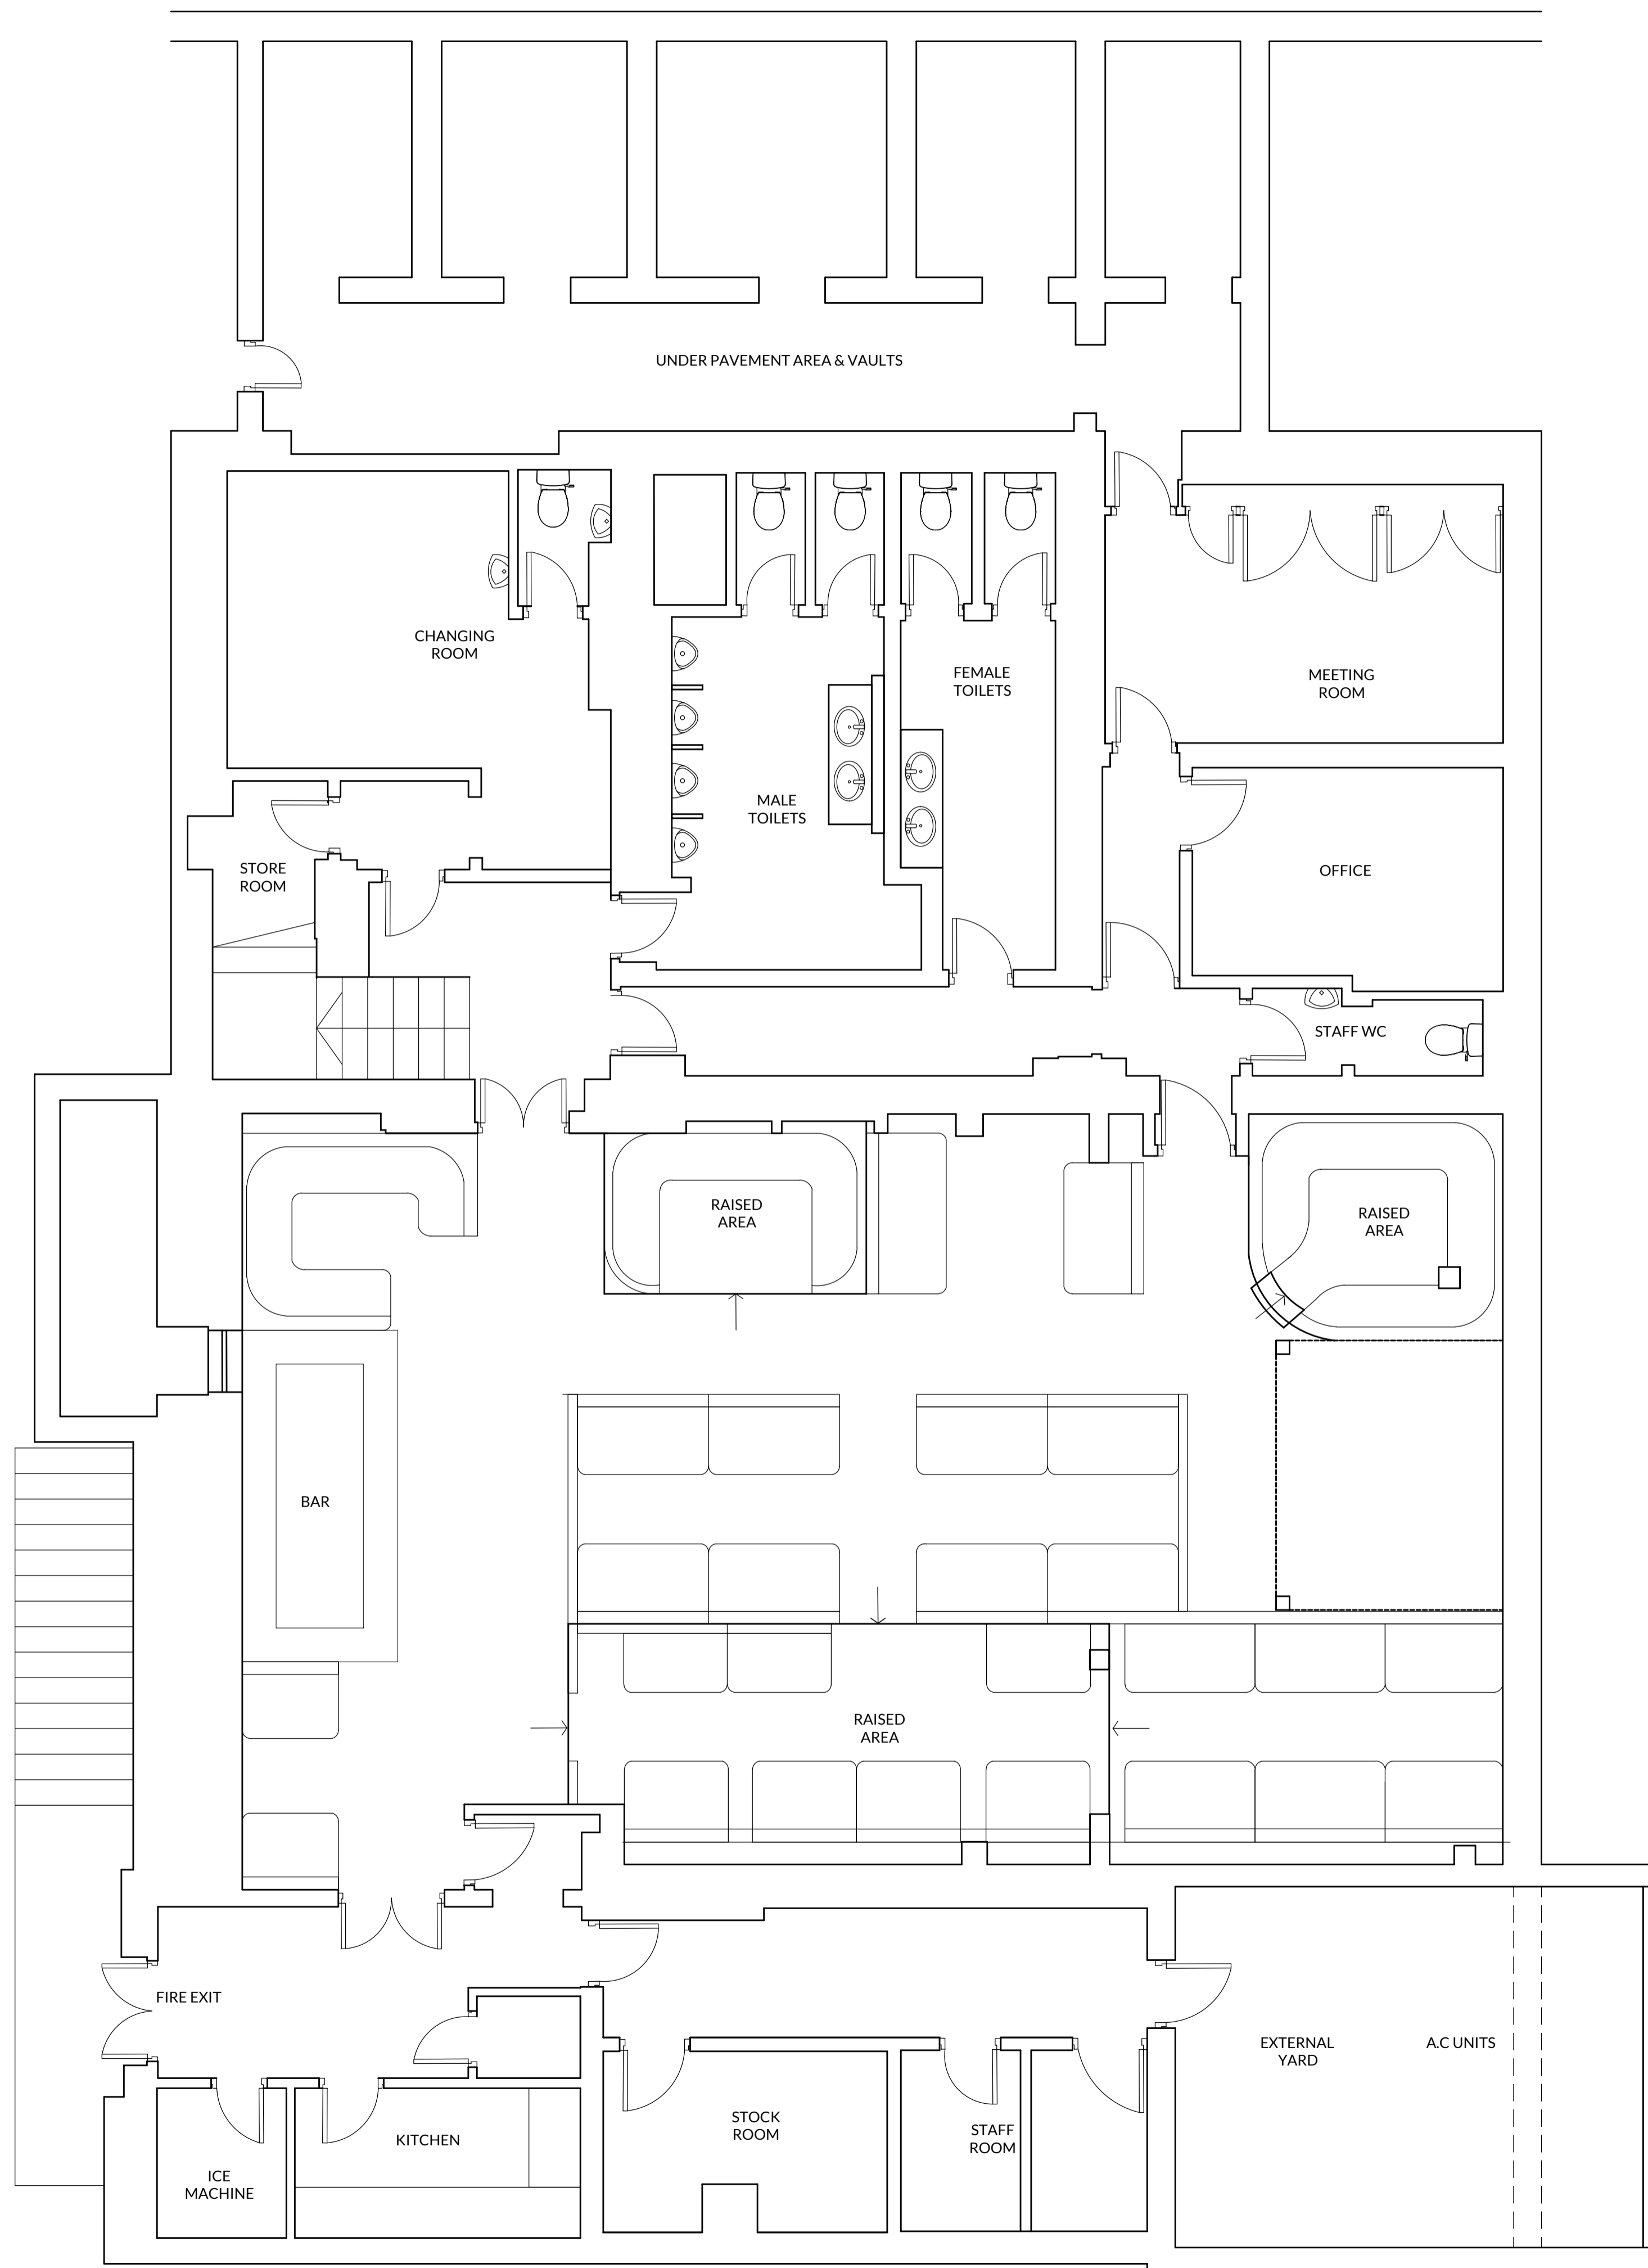 UNDER PAVEMENT AREA & VAULTS
CHANGING
ROOM
FEMALE
TOILETS
MEETING
ROOM
MALE
TOILETS
STORE
ROOM
OFFICE
STAFF WC
RAISED
AREA
RAISED
AREA
BAR
RAISED
AREA
FIRE EXIT
EXTERNAL
YARD
A.C UNITS
STOCK
ROOM
STAFF
ROOM
KITCHEN
ICE
MACHINE